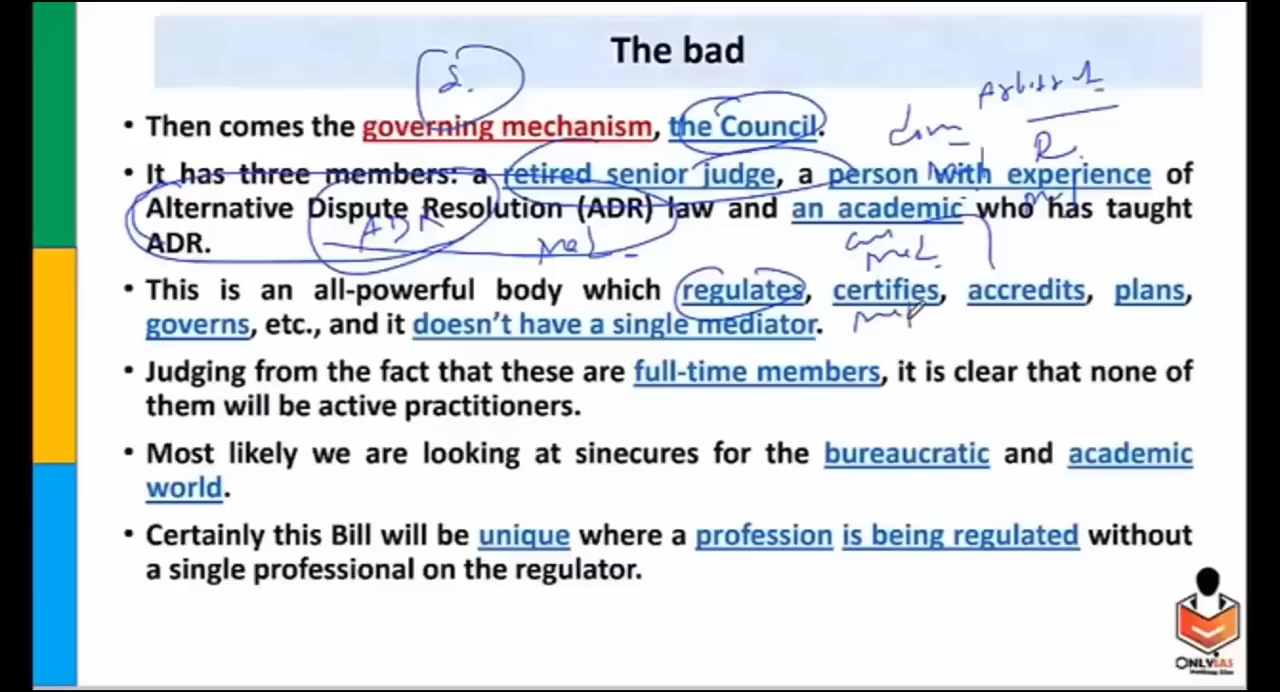 The bad
• Then comes the governing mechanism, the Council.
• It has three members: a retired senior judge, a person with experience of
Alternative Dispute Resolution (ADR) law and an academic who has taught
ADR.
ADR
• This is an all-powerful body which regulates, certifies, accredits, plans,
governs, etc., and it doesn't have a single mediator.
• Judging from the fact that these are full-time members, it is clear that none of
them will be active practitioners.
• Most likely we are looking at sinecures for the bureaucratic and academic
world.
• Certainly this Bill will be unique where a profession is being regulated without
a single professional on the regulator.
ONLYIAS